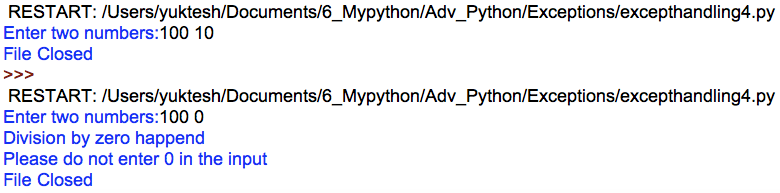 RESTART: /Users/yuktesh/Documents/6_Mypython/Adv_Python/Exceptions/excepthandling4.py
Enter two numbers:100 10
File Closed
>>>
RESTART: /Users/yuktesh/Documents/6_Mypython/Adv_Python/Exceptions/excepthandling4.py
Enter two numbers:100 0
Division by zero happend
Please do not enter 0 in the input
File Closed